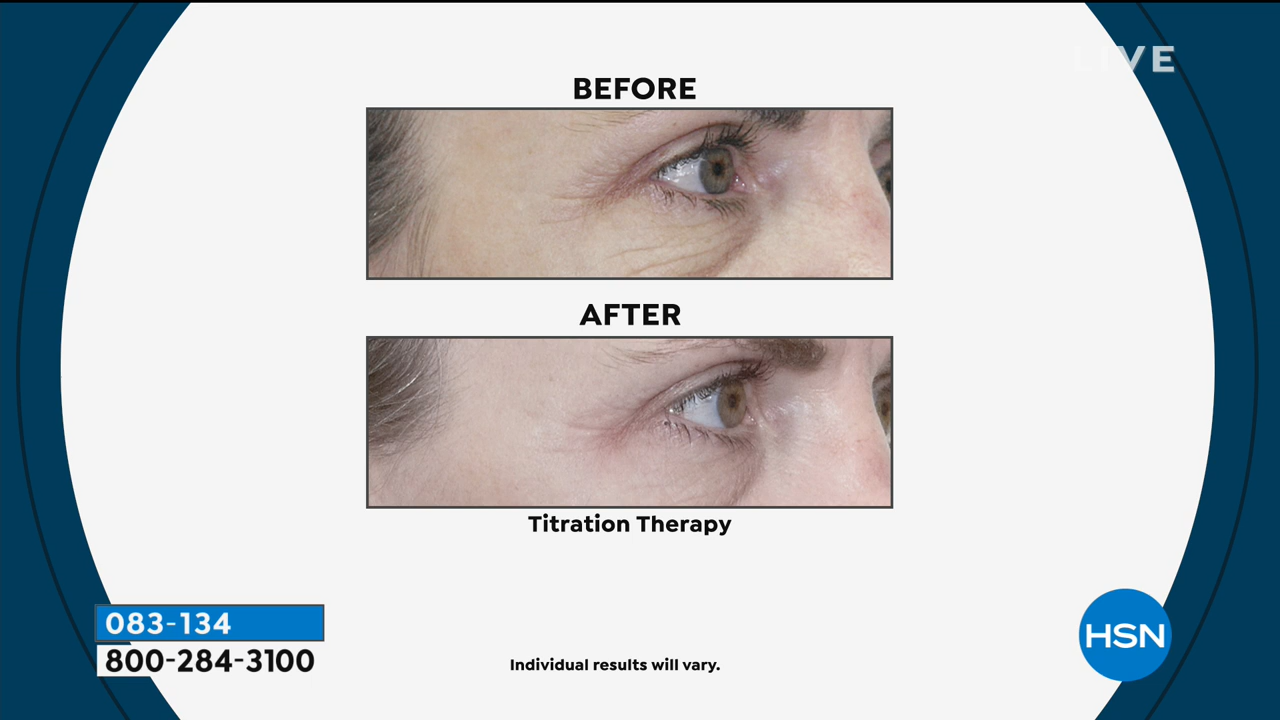 LIVE
BEFORE
AFTER
Titration Therapy
083-134
800-284-3100
Individual results will vary.
HSN